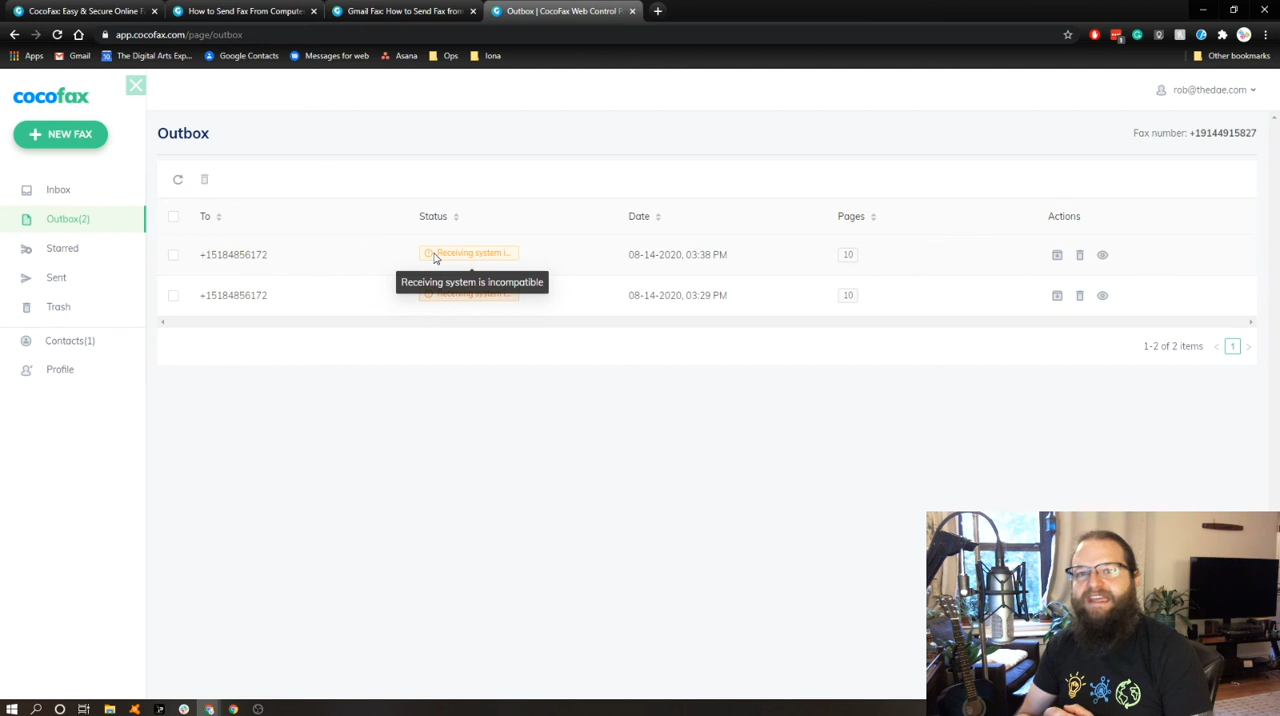 CocoFax: Easy & Secure Online F
How to Send Fax From Compute
Gmail Fax: How to Send Fax from
Outbox | CocoFax Web Control P
app.cocofax.com/page/outbox
Apps
Gmail
The Digital Arts Exp...
Google Contacts
Messages for web
Asana
Ops
Iona
Other bookmarks
cocofax
rob@thedae.com
+ NEW FAX
Outbox
Fax number: +19144915827
Inbox
Outbox(2)
Starred
Sent
Trash
Contacts(1)
Profile
To
Status
Date
Pages
Actions
+15184856172
Receiving system i...
08-14-2020, 03:38 PM
10
Receiving system is incompatible
+15184856172
Receiving system i...
08-14-2020, 03:29 PM
10
1-2 of 2 items < 1 >